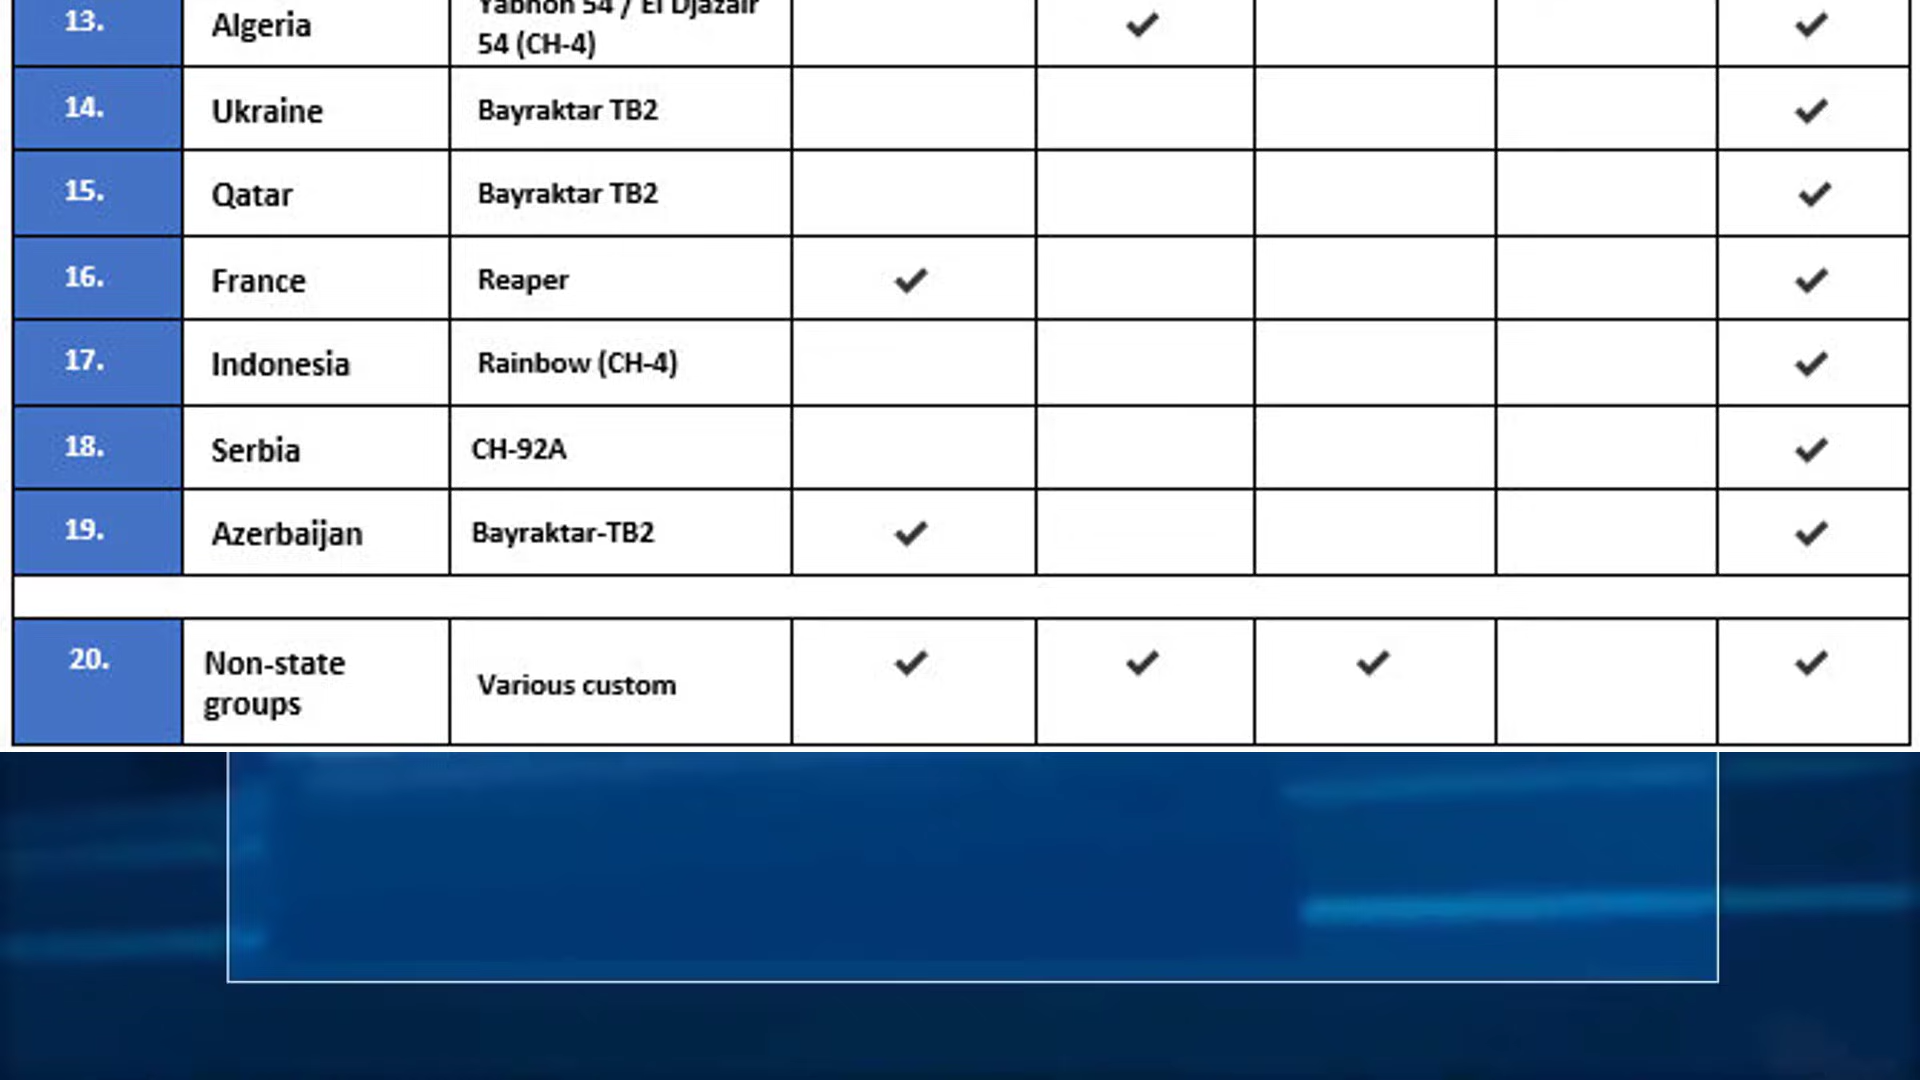 13. Algeria Yabhon 54 / El Djazair 54 (CH-4) ✓ ✓
14. Ukraine Bayraktar TB2 ✓
15. Qatar Bayraktar TB2 ✓
16. France Reaper ✓ ✓
17. Indonesia Rainbow (CH-4) ✓
18. Serbia CH-92A ✓
19. Azerbaijan Bayraktar-TB2 ✓ ✓
20. Non-state groups Various custom ✓ ✓ ✓ ✓